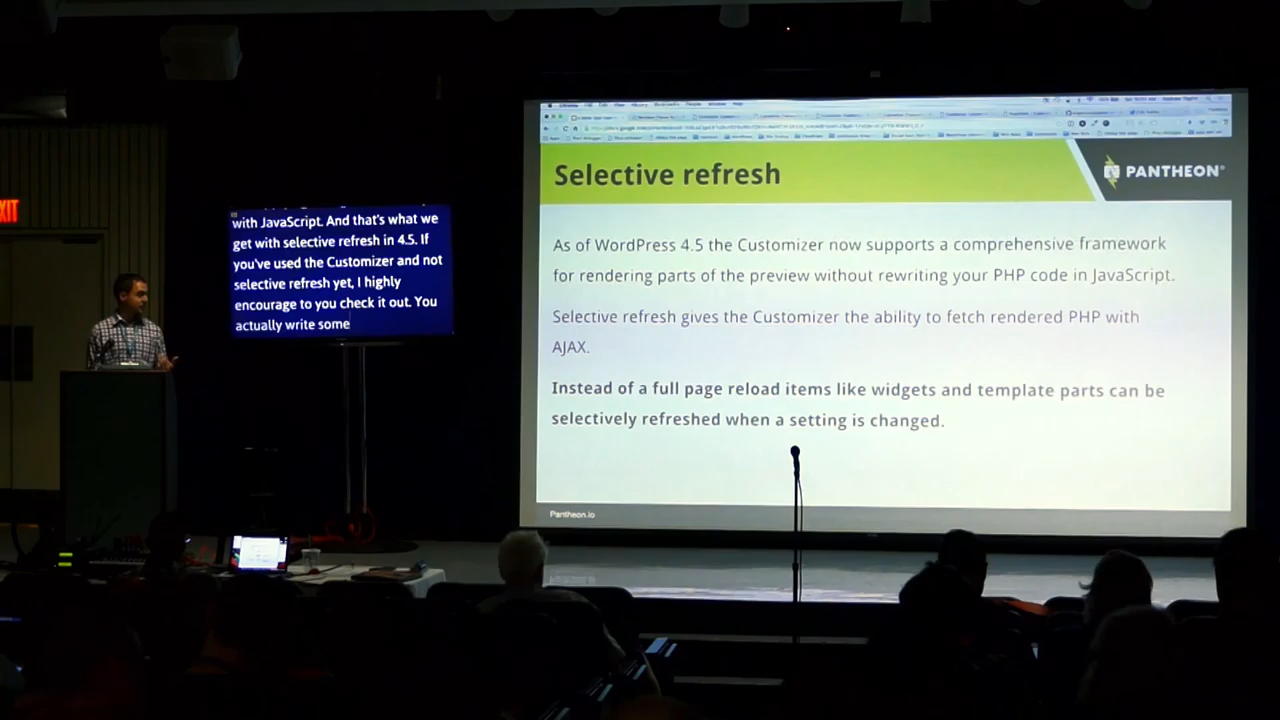 XIT
with JavaScript. And that's what we
get with selective refresh in 4.5. If
you've used the Customizer and not
selective refresh yet, I highly
encourage to you check it out. You
actually write some
Selective refresh
PANTHEON
As of WordPress 4.5 the Customizer now supports a comprehensive framework
for rendering parts of the preview without rewriting your PHP code in JavaScript.
Selective refresh gives the Customizer the ability to fetch rendered PHP with
AJAX.
Instead of a full page reload items like widgets and template parts can be
selectively refreshed when a setting is changed.
Pantheon.io